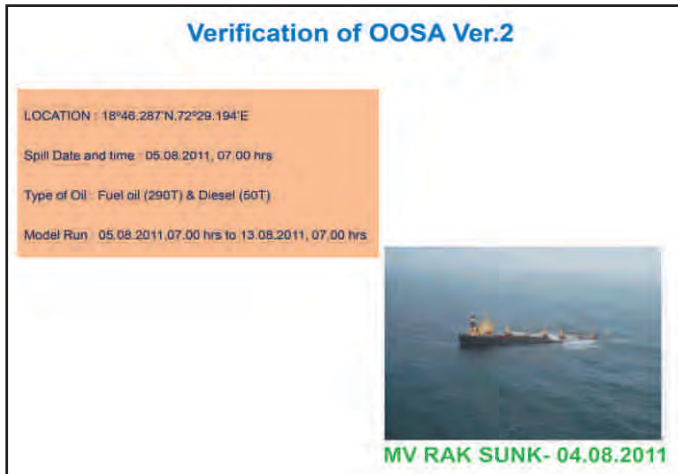 Verification of OOSA Ver.2
LOCATION : 18º46.287'N,72º29.194'E
Spill Date and time : 05.08.2011, 07.00 hrs
Type of Oil : Fuel oil (290T) & Diesel (50T)
Model Run : 05.08.2011,07.00 hrs to 13.08.2011, 07.00 hrs
MV RAK SUNK- 04.08.2011